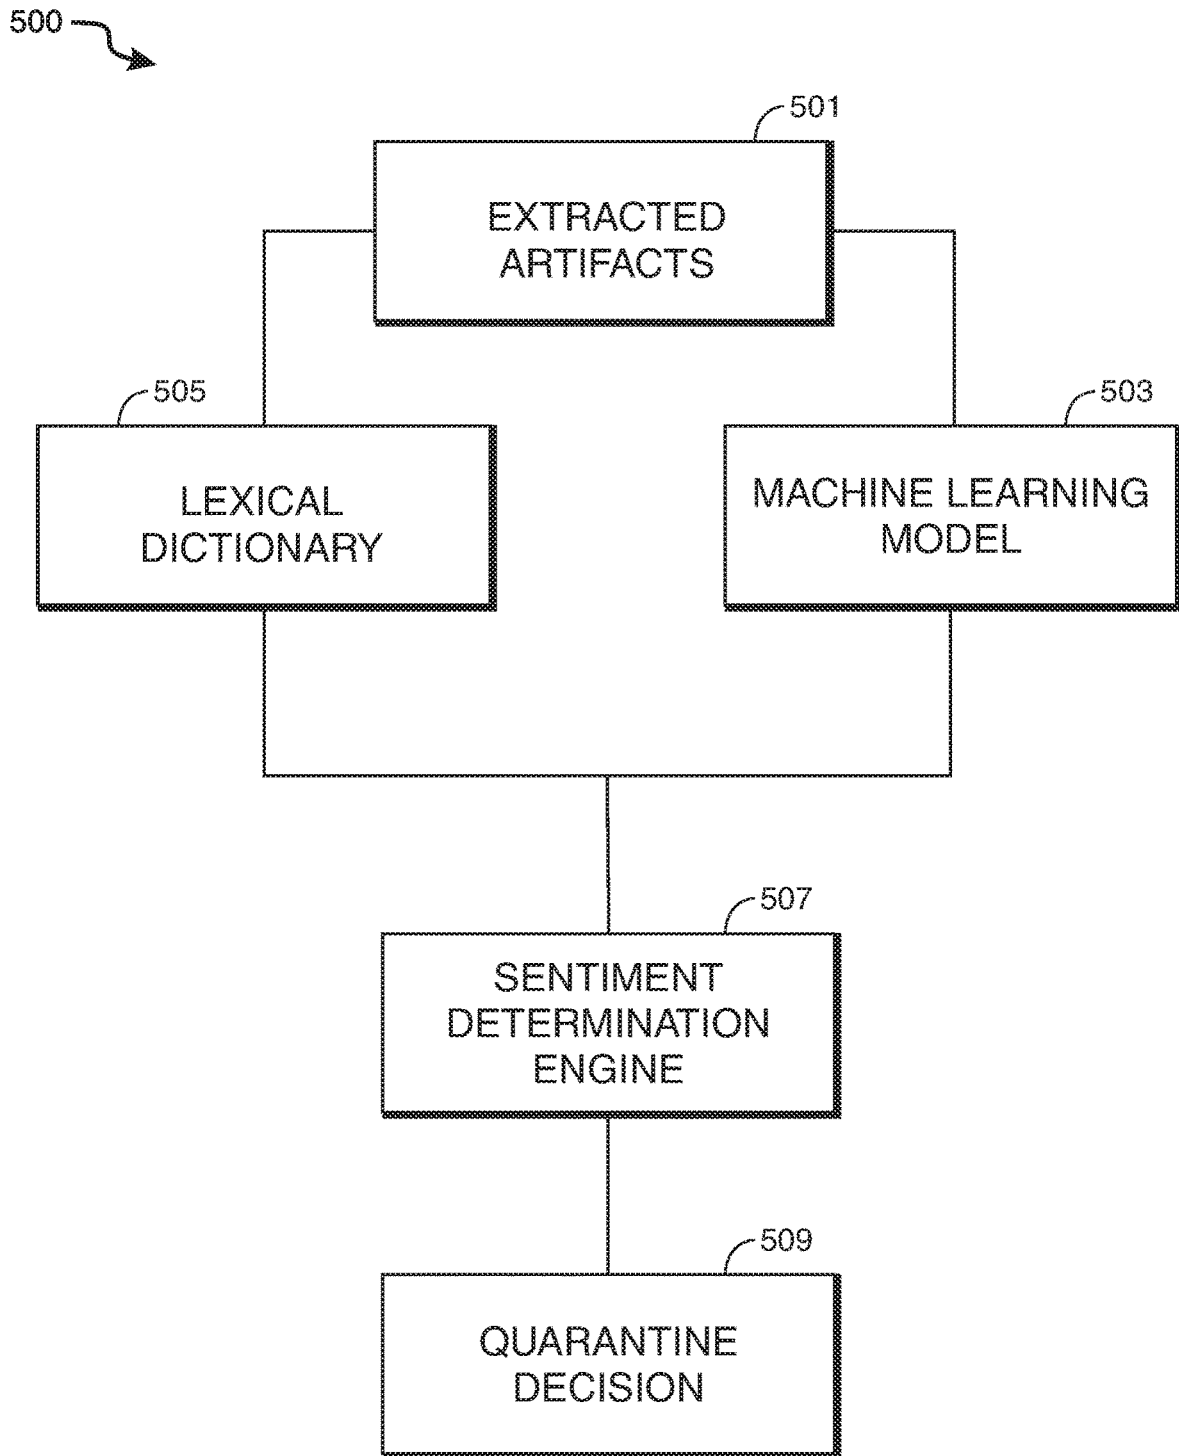 500
501
EXTRACTED
ARTIFACTS
505
503
LEXICAL
DICTIONARY
MACHINE LEARNING
MODEL
507
SENTIMENT
DETERMINATION
ENGINE
509
QUARANTINE
DECISION